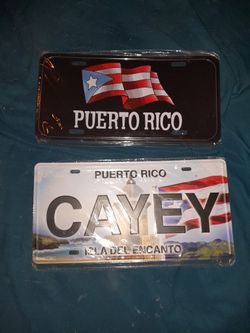 PUERTO RICO
PUERTO RICO
CAYEY
ISLA DEL ENCANTO